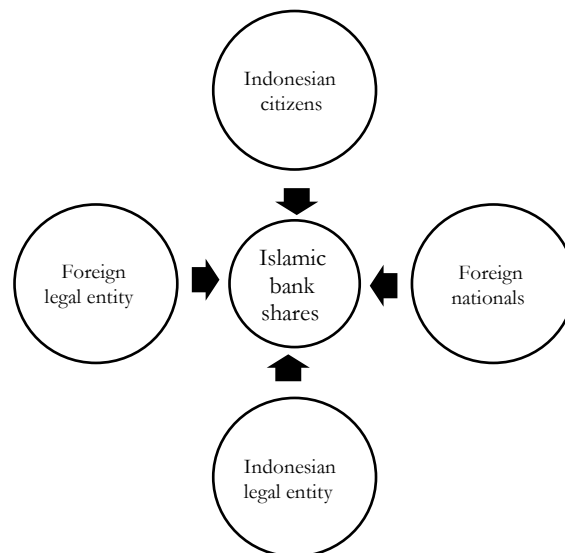 Indonesian
citizens
Foreign
legal entity
Islamic
bank
shares
Foreign
nationals
Indonesian
legal entity